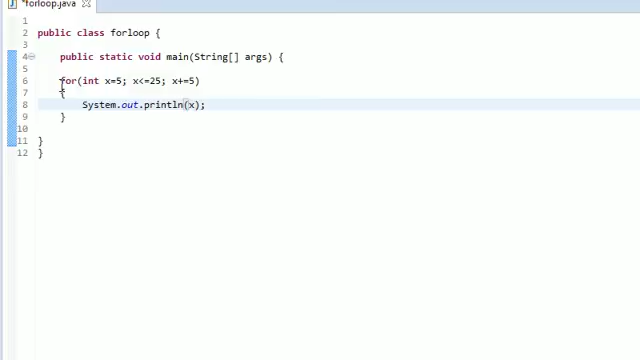 *forloop.java
1
2 public class forloop {
3
4 public static void main(String[] args) {
5
6 for(int x=5; x<=25; x+=5)
7 {
8 System.out.println(x);
9 }
10
11 }
12 }